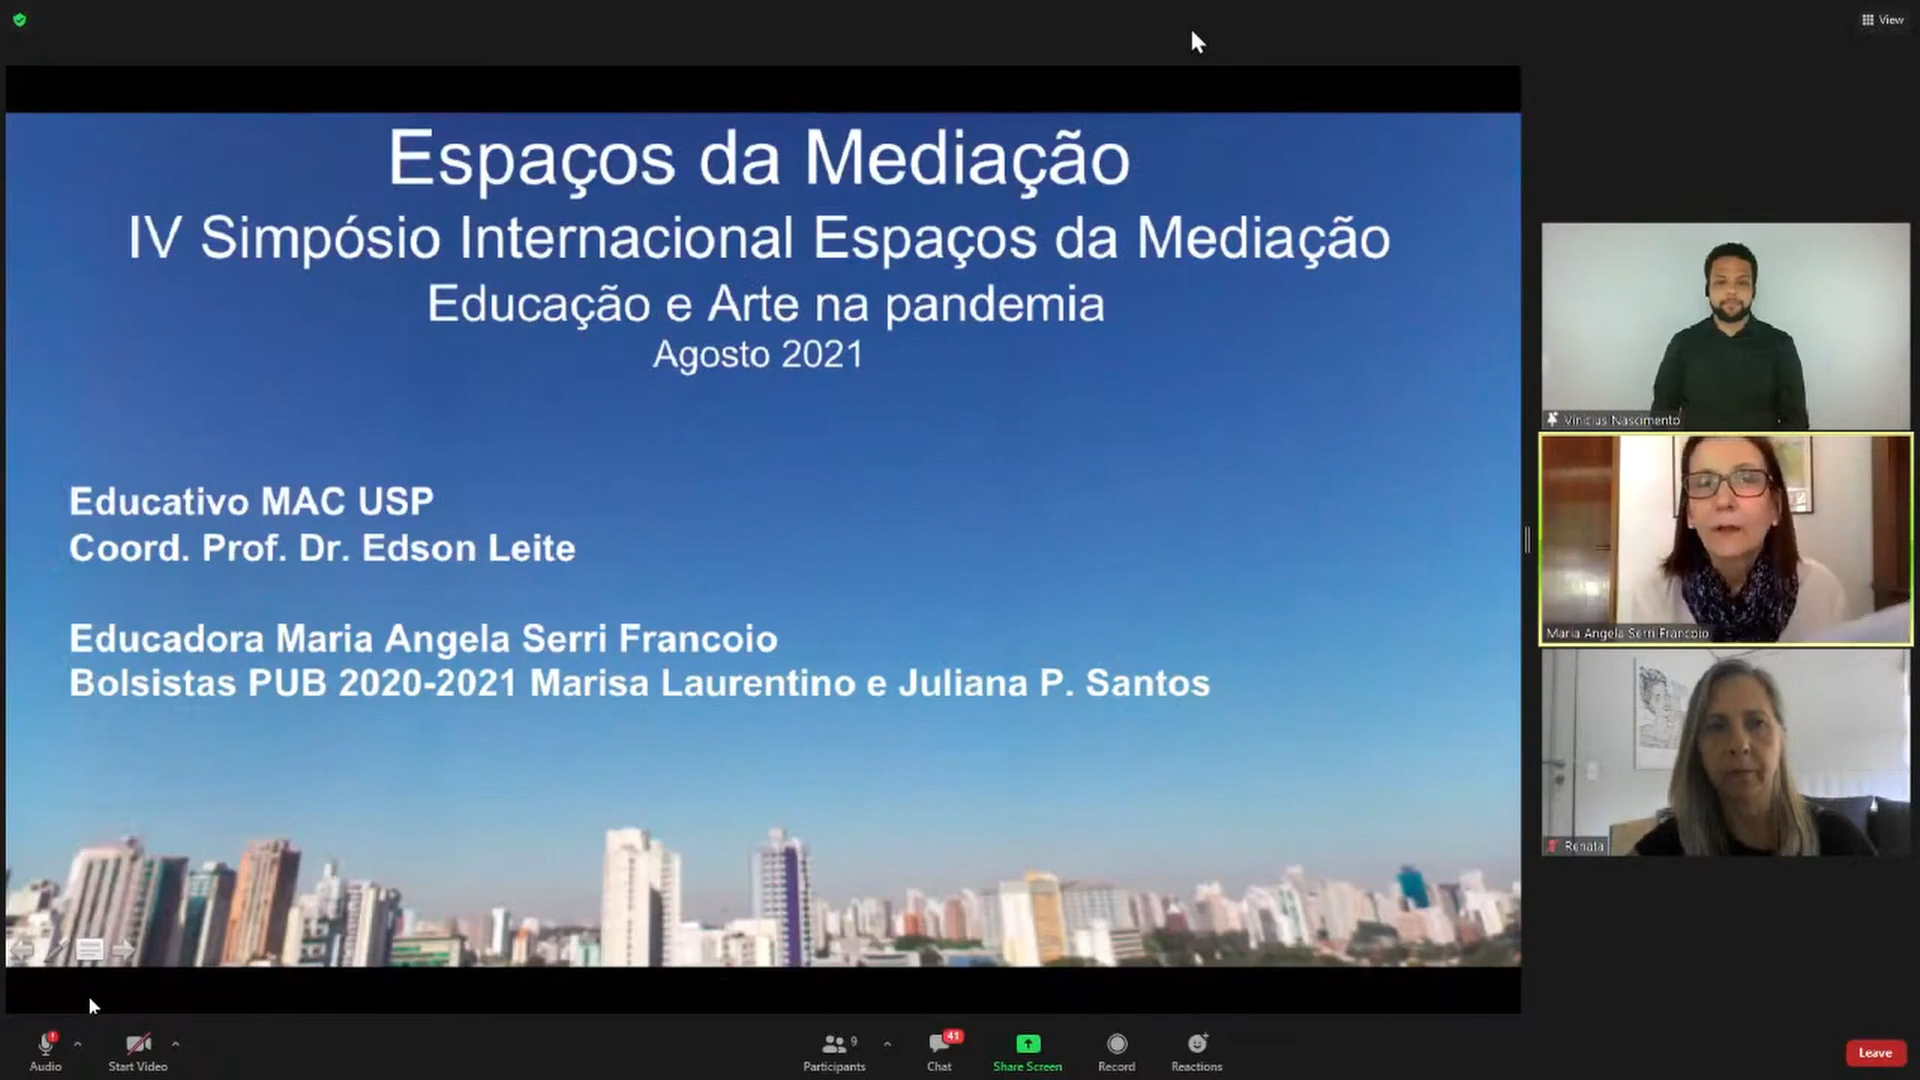 View
Espaços da Mediação
IV Simpósio Internacional Espaços da Mediação
Educação e Arte na pandemia
Agosto 2021
Educativo MAC USP
Coord. Prof. Dr. Edson Leite
Educadora Maria Angela Serri Francoio
Bolsistas PUB 2020-2021 Marisa Laurentino e Juliana P. Santos
Vinicius Nascimento
Maria Angela Serri Francoio
Renata
Audio
Start Video
9
Participants
41
Chat
Share Screen
Record
Reactions
Leave